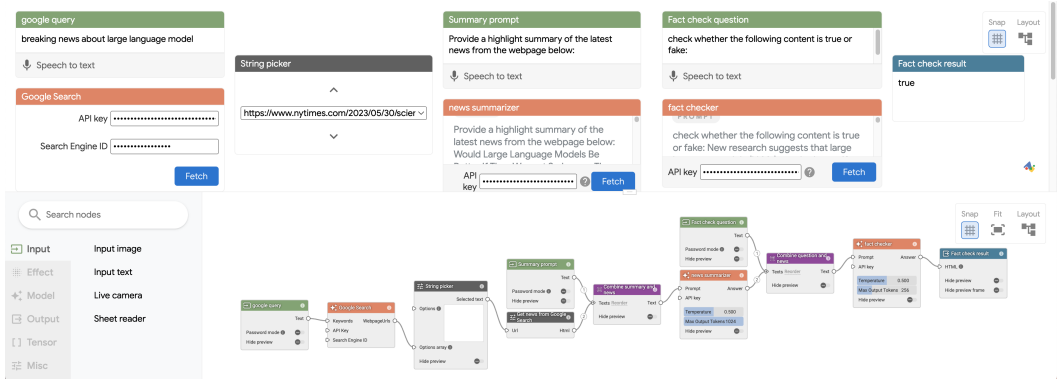 google query
breaking news about large language model
Speech to text
Google Search
API key
Search Engine ID
Fetch
String picker
https://www.nytimes.com/2023/05/30/scier
Summary prompt
Provide a highlight summary of the latest
news from the webpage below:
Speech to text
news summarizer
Provide a highlight summary of the
latest news from the webpage below:
Would Large Language Models Be
API
key
Fetch
Fact check question
check whether the following content is true or
fake:
Speech to text
fact checker
PROMPT
check whether the following content is true
or fake: New research suggests that large
API key
Fetch
Fact check result
true
Snap
Layout
Search nodes
Input
Effect
Model
Output
Tensor
Misc
Input image
Input text
Live camera
Sheet reader
google query
Text
Password mode
Hide preview
Google Search
Keywords
WebpageUrls
API Key
Search Engine ID
String picker
Selected text
Options
Options array
Hide preview
Summary prompt
Text
Password mode
Hide preview
Get news from Google
Search
Url
Html
Combine summary and
news
Texts Reorder
Text
Hide preview
Fact check question
Text
Password mode
Hide preview
news summarizer
Prompt
Answer
API Key
Temperature 0.500
Max Output Tokens 1024
Hide preview
Combine question and
news
Texts Reorder
Text
Hide preview
fact checker
Prompt
Answer
API Key
Temperature 0.500
Max Output Tokens 256
Hide preview
Fact check result
HTML
Hide preview
Hide preview frame
Snap
Fit
Layout